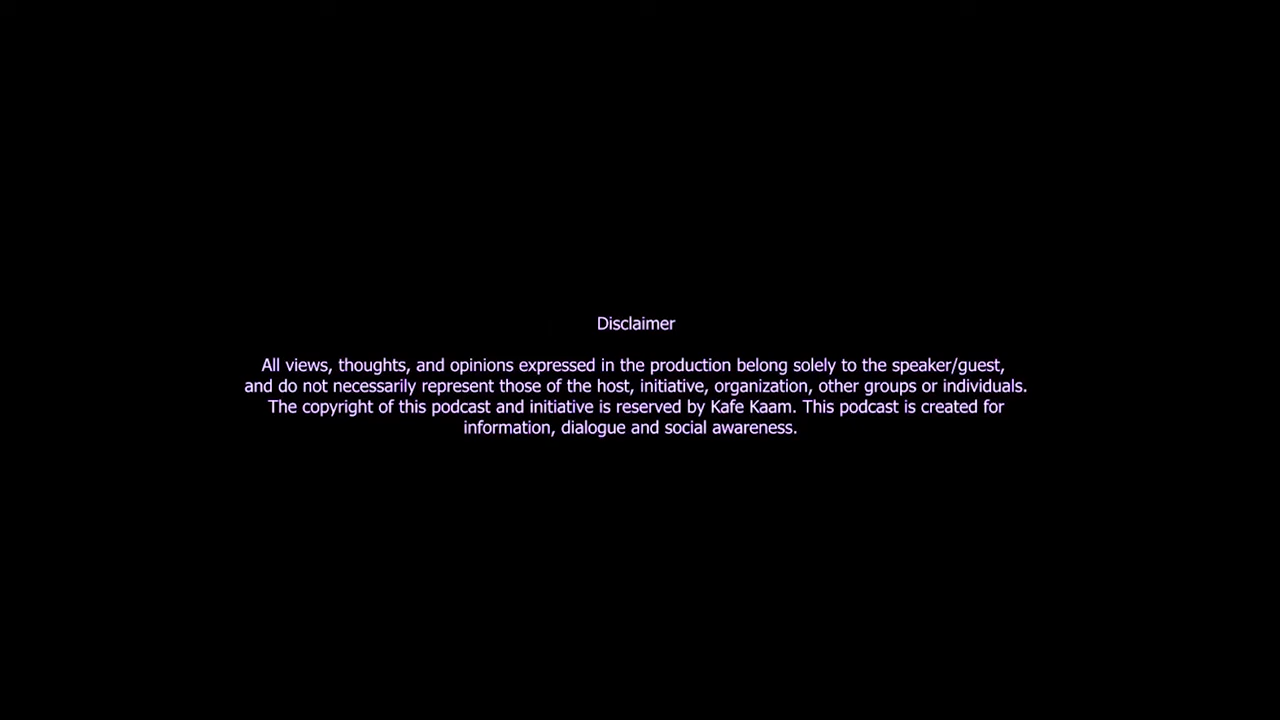 Disclaimer
All views, thoughts, and opinions expressed in the production belong solely to the speaker/guest,
and do not necessarily represent those of the host, initiative, organization, other groups or individuals.
The copyright of this podcast and initiative is reserved by Kafe Kaam. This podcast is created for
information, dialogue and social awareness.